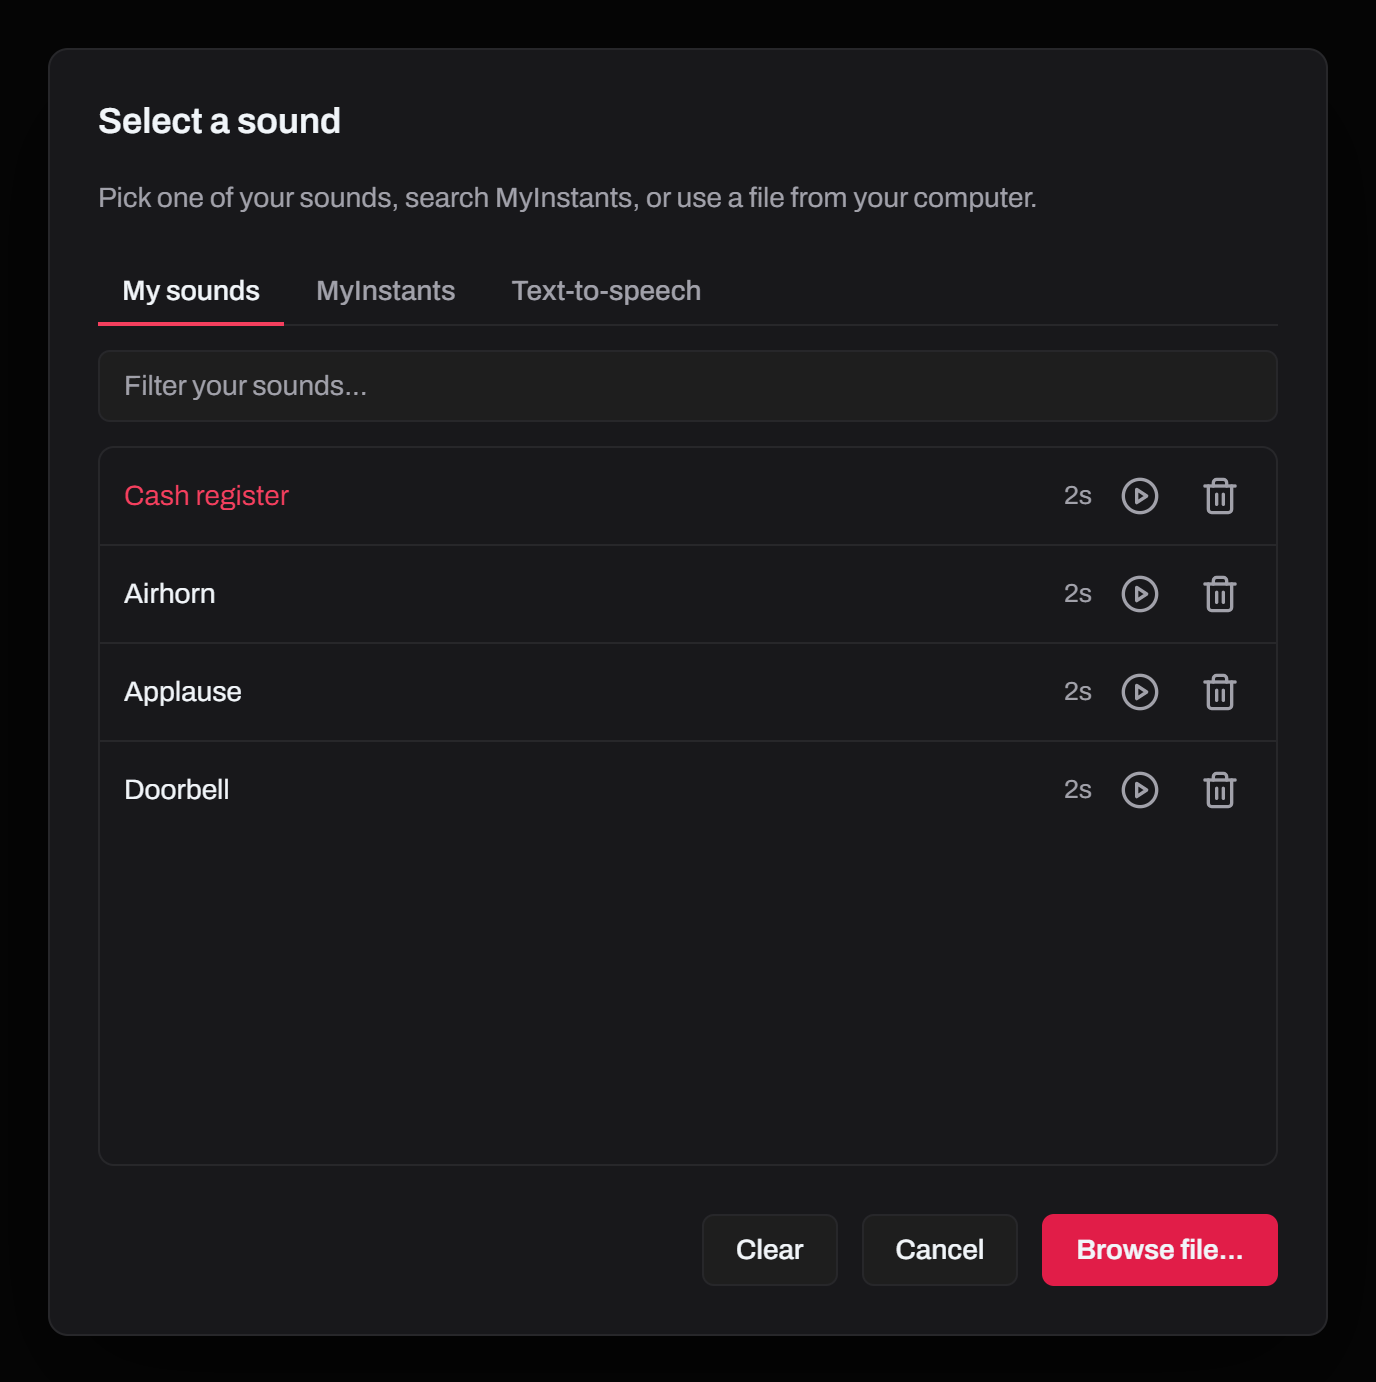 Select a sound
Pick one of your sounds, search MyInstants, or use a file from your computer.
My sounds MyInstants Text-to-speech
Filter your sounds...
Cash register 2s
Airhorn 2s
Applause 2s
Doorbell 2s
Clear Cancel Browse file...